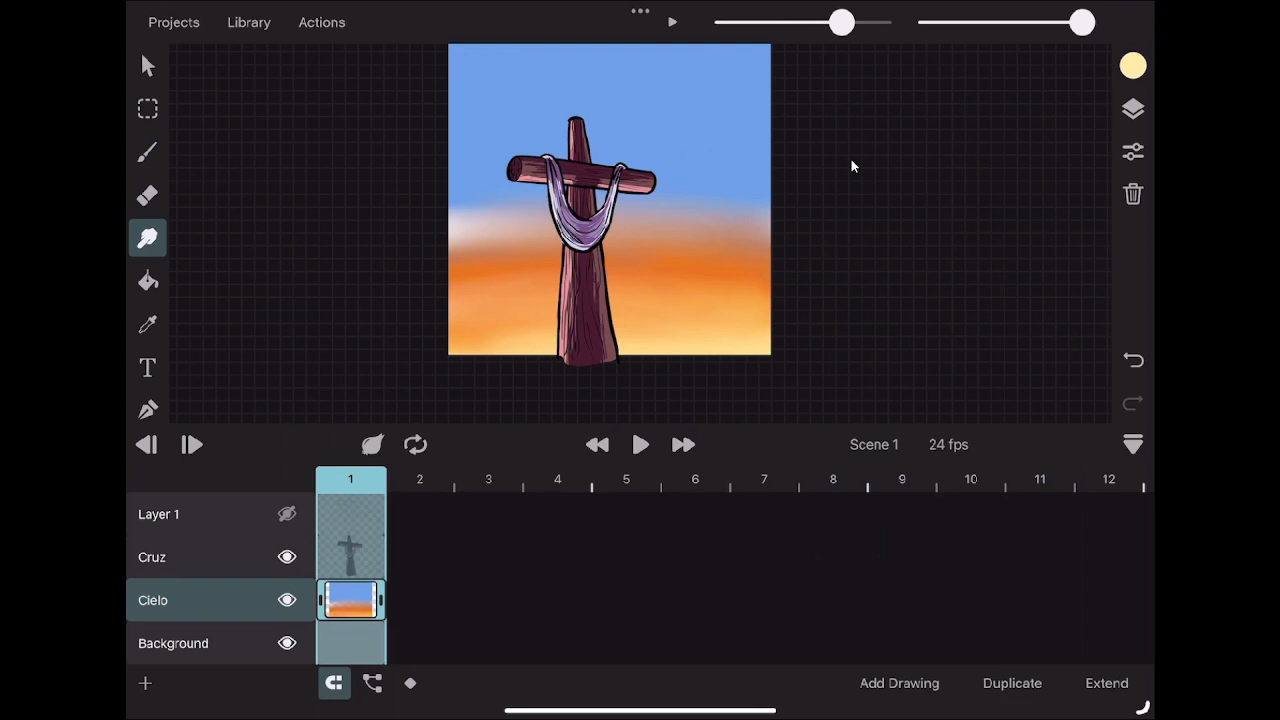 Projects Library Actions
Scene 1 24 fps
1 2 3 4 5 6 7 8 9 10 11 12
Layer 1
Cruz
Cielo
Background
Add Drawing Duplicate Extend